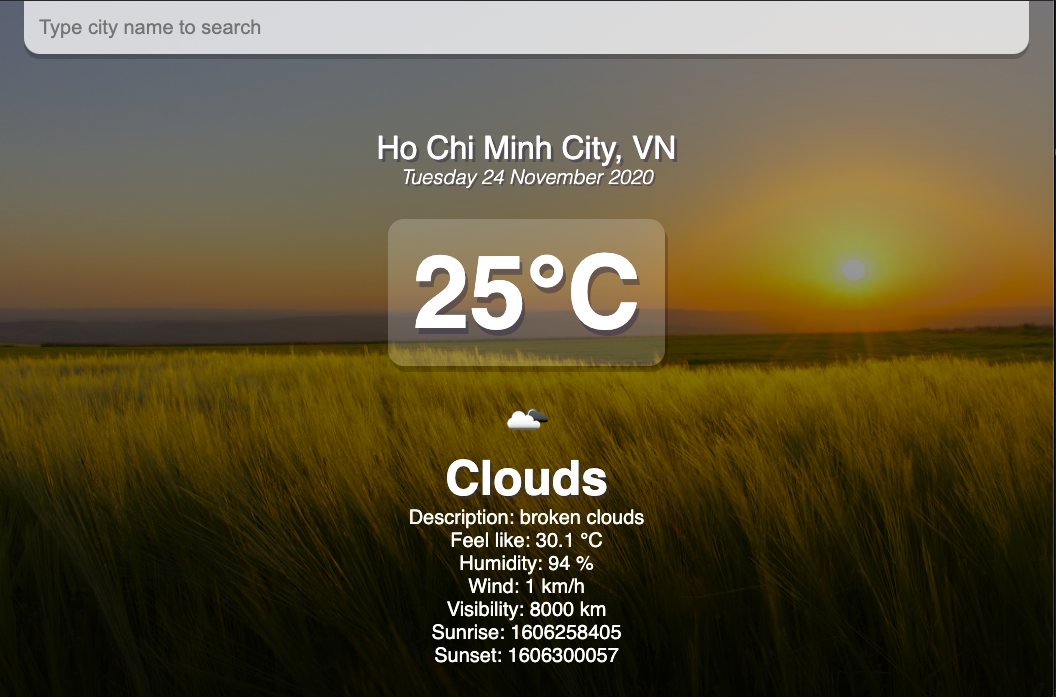 Type city name to search
Ho Chi Minh City, VN
Tuesday 24 November 2020
25°C
Clouds
Description: broken clouds
Feel like: 30.1 °C
Humidity: 94 %
Wind: 1 km/h
Visibility: 8000 km
Sunrise: 1606258405
Sunset: 1606300057